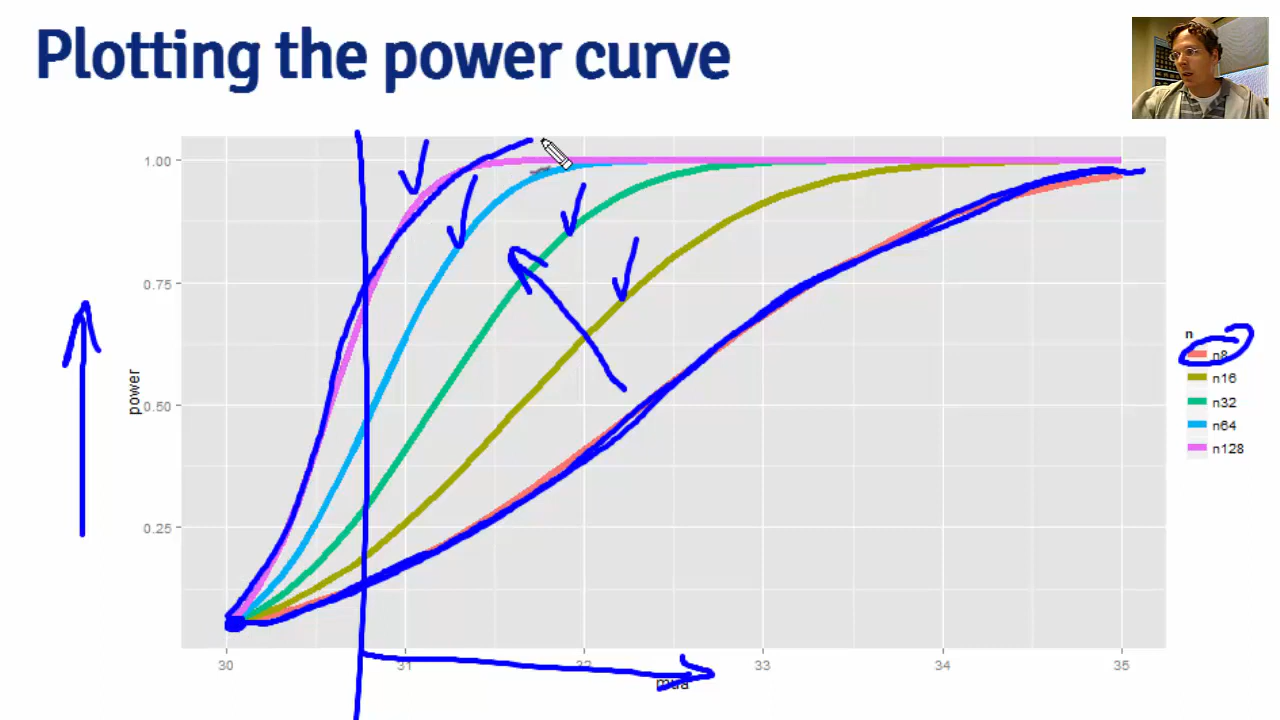 Plotting the power curve
1.00
0.75
0.50
0.25
power
30 31 32 33 34 35
n
n8
n16
n32
n64
n128